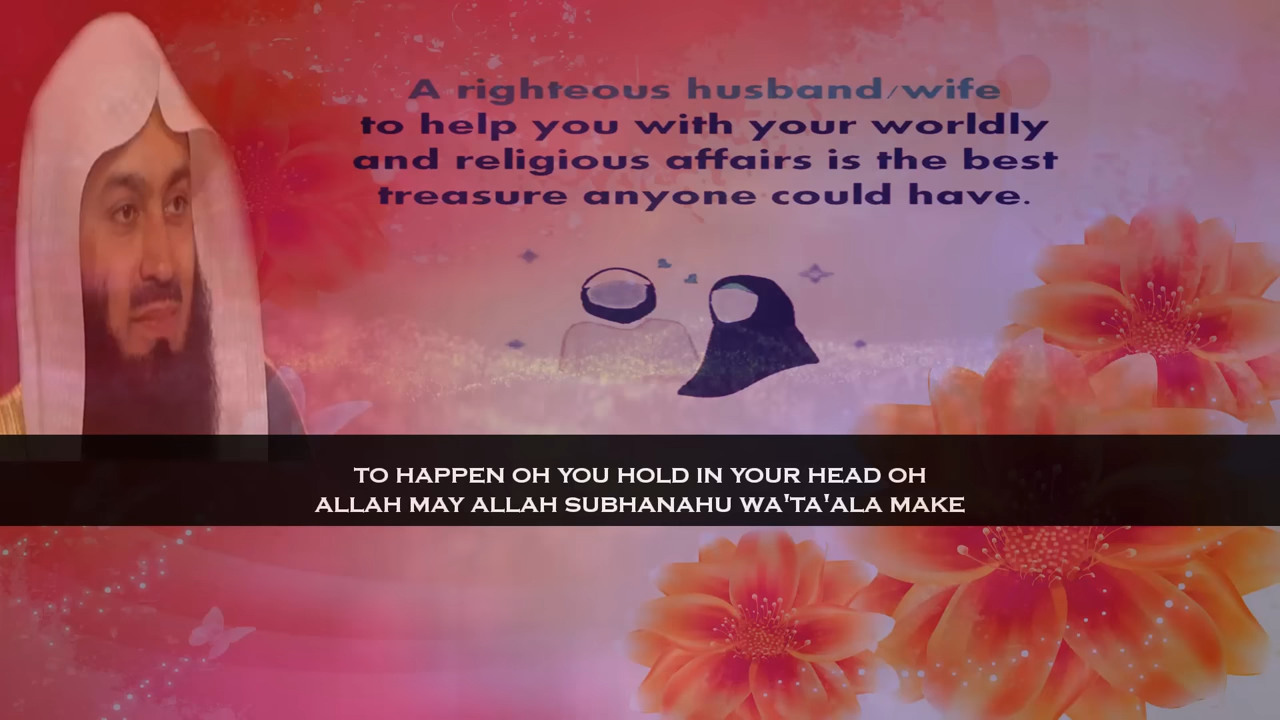 A righteous husband/wife
to help you with your worldly
and religious affairs is the best
treasure anyone could have.
TO HAPPEN OH YOU HOLD IN YOUR HEAD OH
ALLAH MAY ALLAH SUBHANAHU WA'TA'ALA MAKE